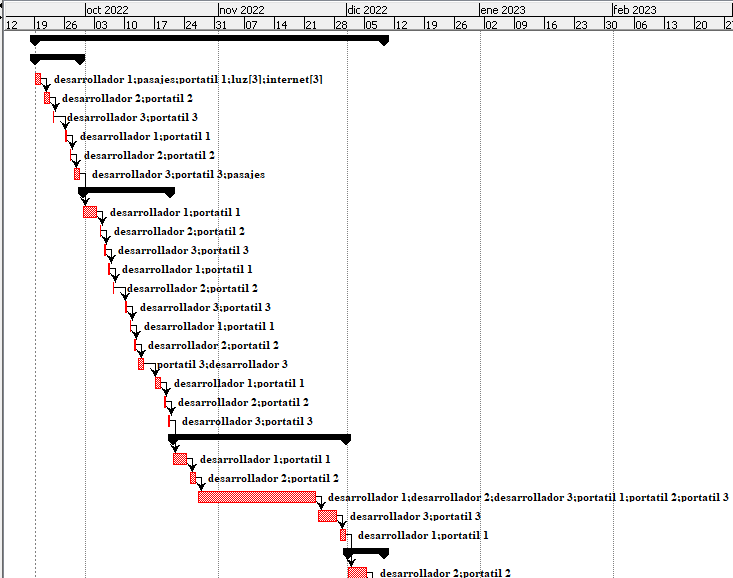 oct 2022 nov 2022 dic 2022 ene 2023 feb 2023
12 19 26 03 10 17 24 31 07 14 21 28 05 12 19 26 02 09 16 23 30 06 13 20 27
desarrollador 1;pasajes;portatil 1;luz[3];internet[3]
desarrollador 2;portatil 2
desarrollador 3;portatil 3
desarrollador 1;portatil 1
desarrollador 2;portatil 2
desarrollador 3;portatil 3;pasajes
desarrollador 1;portatil 1
desarrollador 2;portatil 2
desarrollador 3;portatil 3
desarrollador 1;portatil 1
desarrollador 2;portatil 2
desarrollador 3;portatil 3
desarrollador 1;portatil 1
desarrollador 2;portatil 2
portatil 3;desarrollador 3
desarrollador 1;portatil 1
desarrollador 2;portatil 2
desarrollador 3;portatil 3
desarrollador 1;portatil 1
desarrollador 2;portatil 2
desarrollador 1;desarrollador 2;desarrollador 3;portatil 1;portatil 2;portatil 3
desarrollador 3;portatil 3
desarrollador 1;portatil 1
desarrollador 2;portatil 2